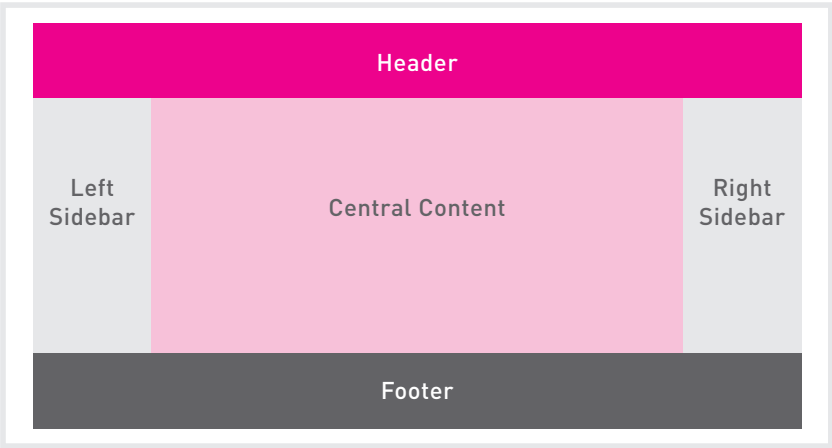 Header
Left
Sidebar
Central Content
Right
Sidebar
Footer